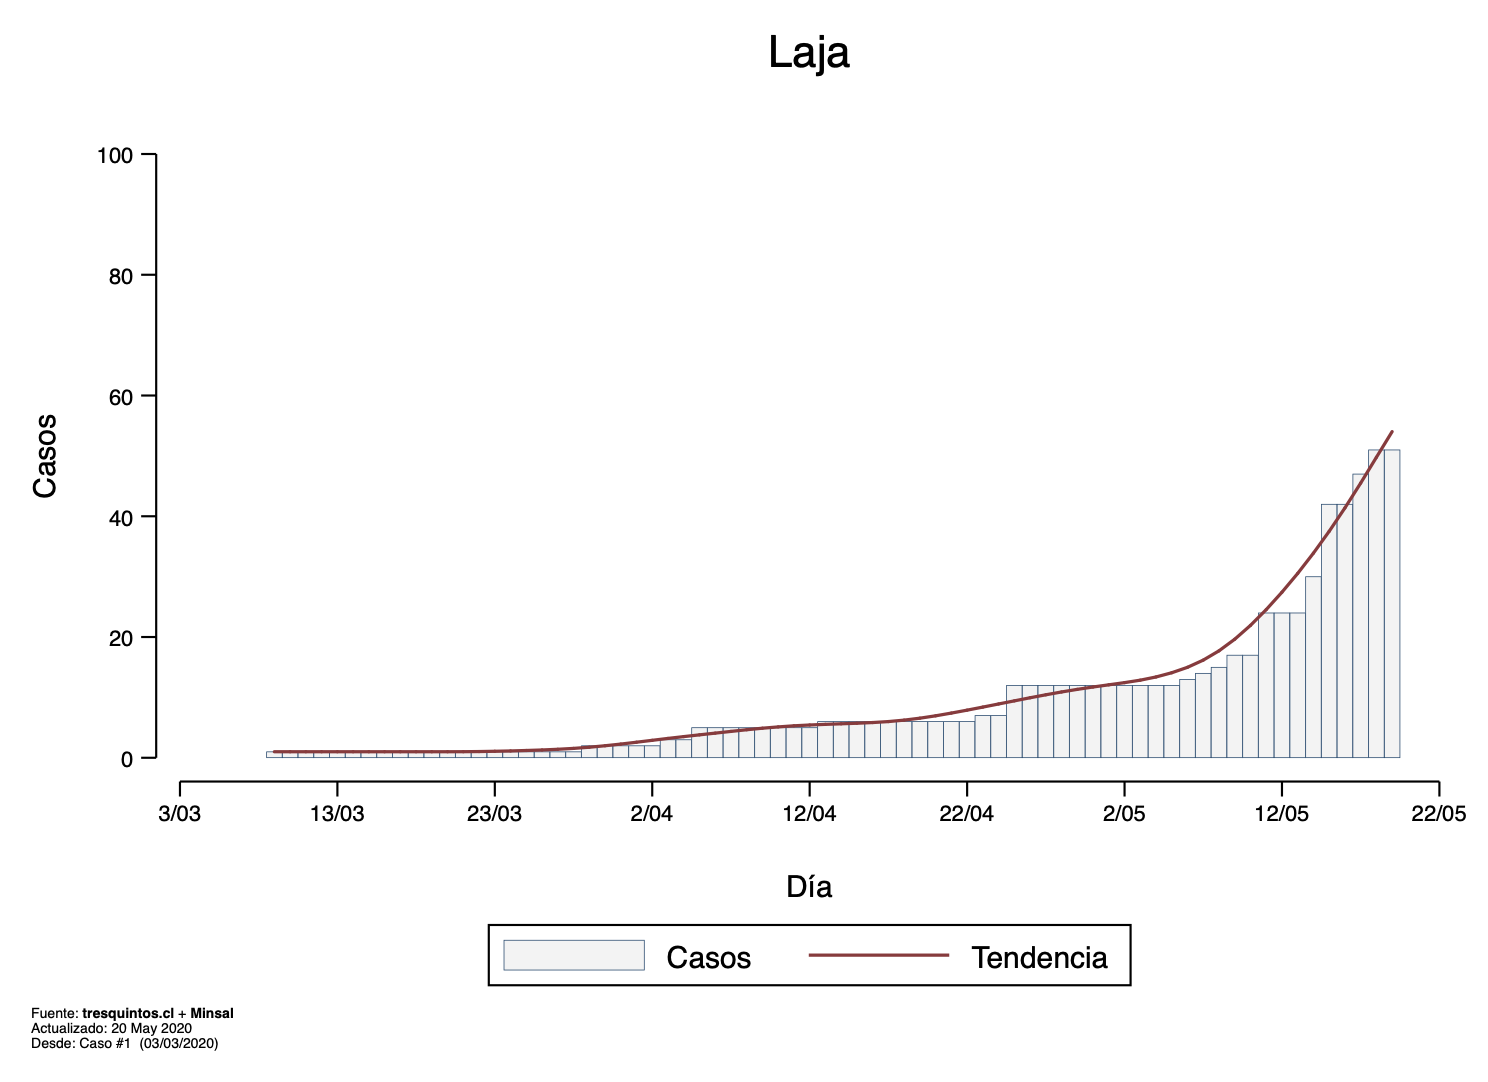 Laja
100
80
60
40
20
0
Casos
3/03 13/03 23/03 2/04 12/04 22/04 2/05 12/05 22/05
Día
Casos Tendencia
Fuente: tresquintos.cl + Minsal
Actualizado: 20 May 2020
Desde: Caso #1 (03/03/2020)